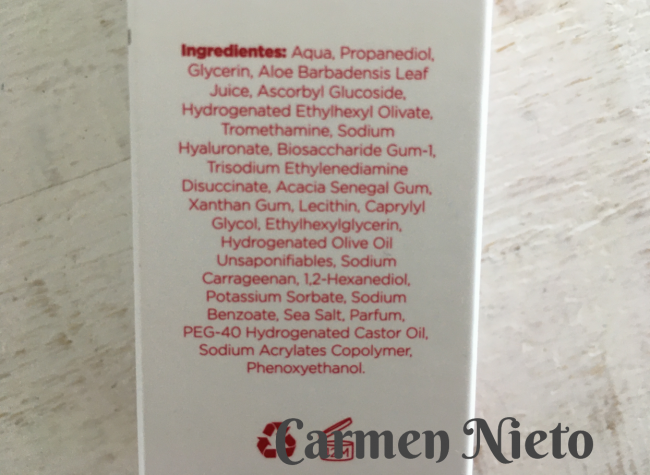 Ingredientes: Aqua, Propanediol,
Glycerin, Aloe Barbadensis Leaf
Juice, Ascorbyl Glucoside,
Hydrogenated Ethylhexyl Olivate,
Tromethamine, Sodium
Hyaluronate, Biosaccharide Gum-1,
Trisodium Ethylenediamine
Disuccinate, Acacia Senegal Gum,
Xanthan Gum, Lecithin, Caprylyl
Glycol, Ethylhexylglycerin,
Hydrogenated Olive Oil
Unsaponifiables, Sodium
Carrageenan, 1,2-Hexanediol,
Potassium Sorbate, Sodium
Benzoate, Sea Salt, Parfum,
PEG-40 Hydrogenated Castor Oil,
Sodium Acrylates Copolymer,
Phenoxyethanol.
Carmen Nieto